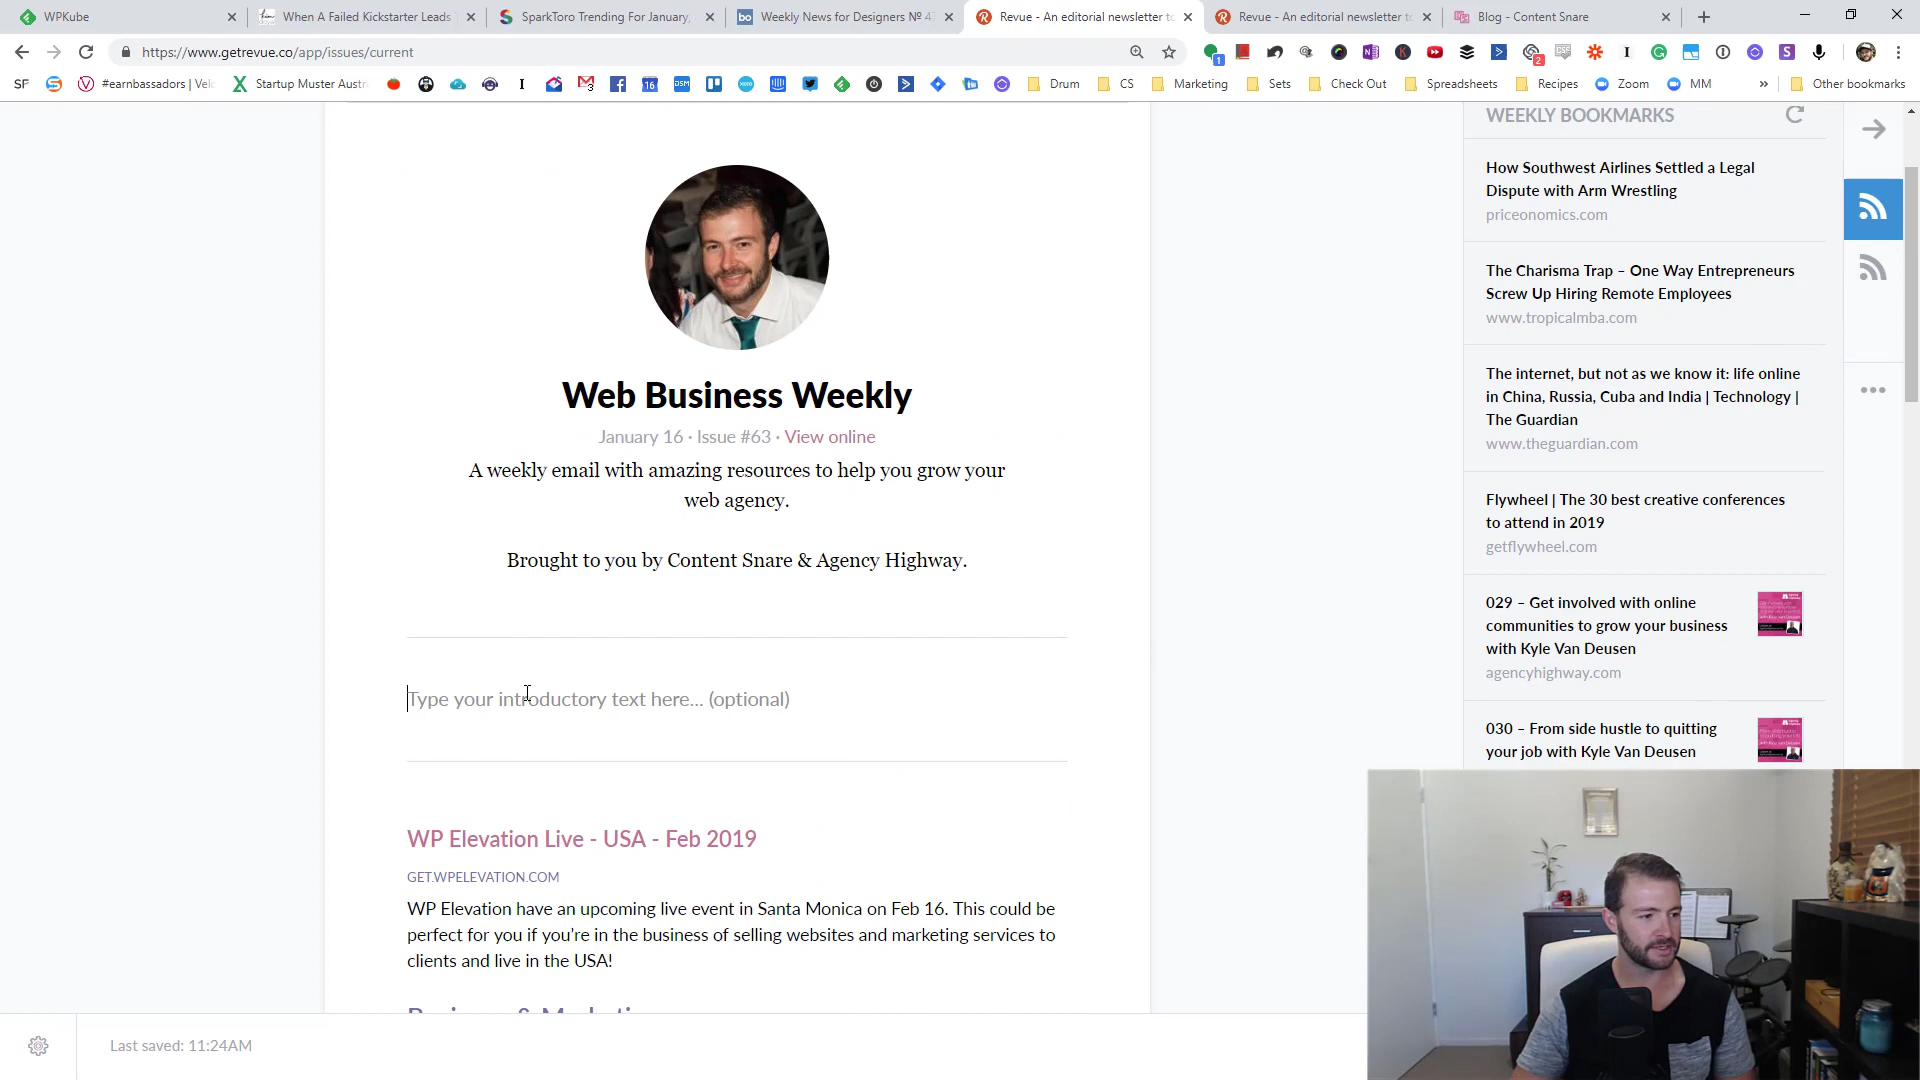 WPKube
When A Failed Kickstarter Leads
SparkToro Trending For January,
Weekly News for Designers № 4
Revue - An editorial newsletter to
Revue - An editorial newsletter to
Blog - Content Snare
https://www.getrevue.co/app/issues/current
SF
#earnbassadors | Velo
Startup Muster Austr
Drum
CS
Marketing
Sets
Check Out
Spreadsheets
Recipes
Zoom
MM
Other bookmarks
Web Business Weekly
January 16 · Issue #63 · View online
A weekly email with amazing resources to help you grow your
web agency.
Brought to you by Content Snare & Agency Highway.
Type your introductory text here... (optional)
WP Elevation Live - USA - Feb 2019
GET.WPELEVATION.COM
WP Elevation have an upcoming live event in Santa Monica on Feb 16. This could be
perfect for you if you're in the business of selling websites and marketing services to
clients and live in the USA!
Last saved: 11:24AM
WEEKLY BOOKMARKS
How Southwest Airlines Settled a Legal
Dispute with Arm Wrestling
priceonomics.com
The Charisma Trap – One Way Entrepreneurs
Screw Up Hiring Remote Employees
www.tropicalmba.com
The internet, but not as we know it: life online
in China, Russia, Cuba and India | Technology |
The Guardian
www.theguardian.com
Flywheel | The 30 best creative conferences
to attend in 2019
getflywheel.com
029 – Get involved with online
communities to grow your business
with Kyle Van Deusen
agencyhighway.com
030 – From side hustle to quitting
your job with Kyle Van Deusen